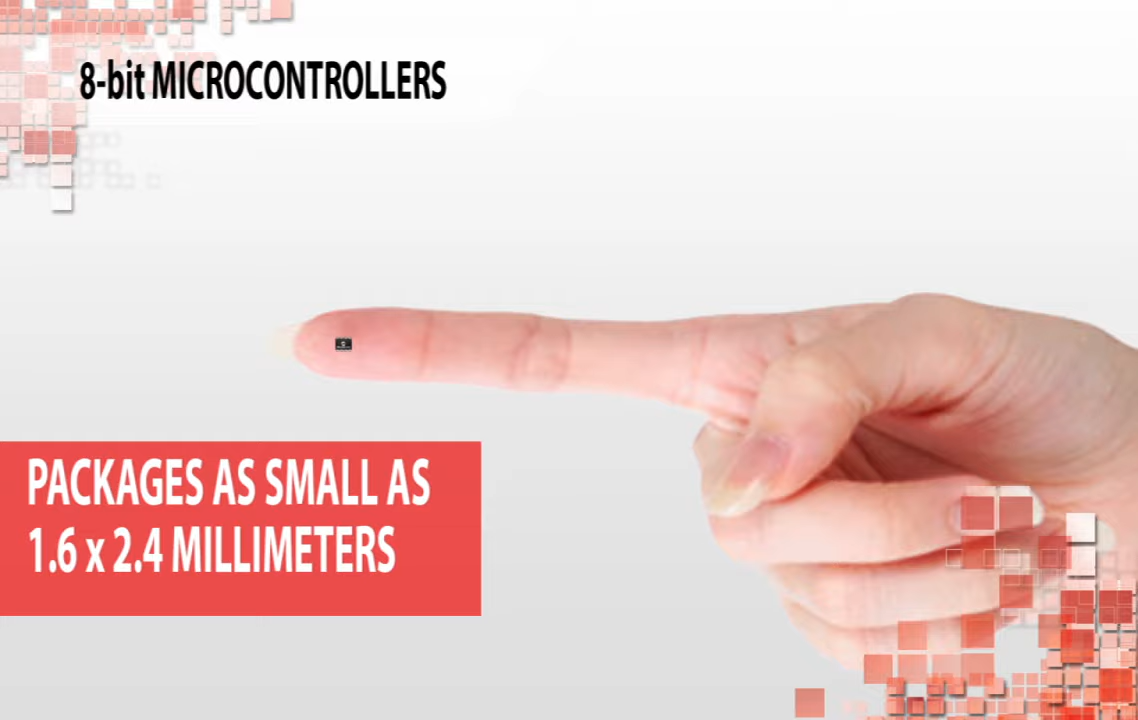 8-bit MICROCONTROLLERS
PACKAGES AS SMALL AS
1.6 x 2.4 MILLIMETERS